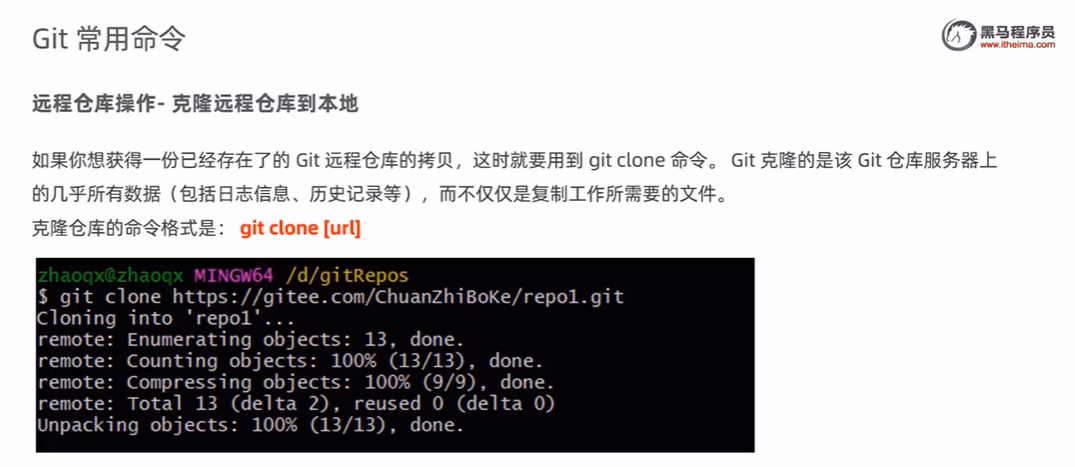 Git 常用命令
黑马程序员
www.itheima.com
远程仓库操作- 克隆远程仓库到本地
如果你想获得一份已经存在了的 Git 远程仓库的拷贝，这时就要用到 git clone 命令。 Git 克隆的是该 Git 仓库服务器上
的几乎所有数据（包括日志信息、历史记录等），而不仅仅是复制工作所需要的文件。
克隆仓库的命令格式是： git clone [url]
zhaoqx@zhaoqx MINGW64 /d/gitRepos
$ git clone https://gitee.com/ChuanZhiBoKe/repo1.git
Cloning into 'repo1'...
remote: Enumerating objects: 13, done.
remote: Counting objects: 100% (13/13), done.
remote: Compressing objects: 100% (9/9), done.
remote: Total 13 (delta 2), reused 0 (delta 0)
Unpacking objects: 100% (13/13), done.